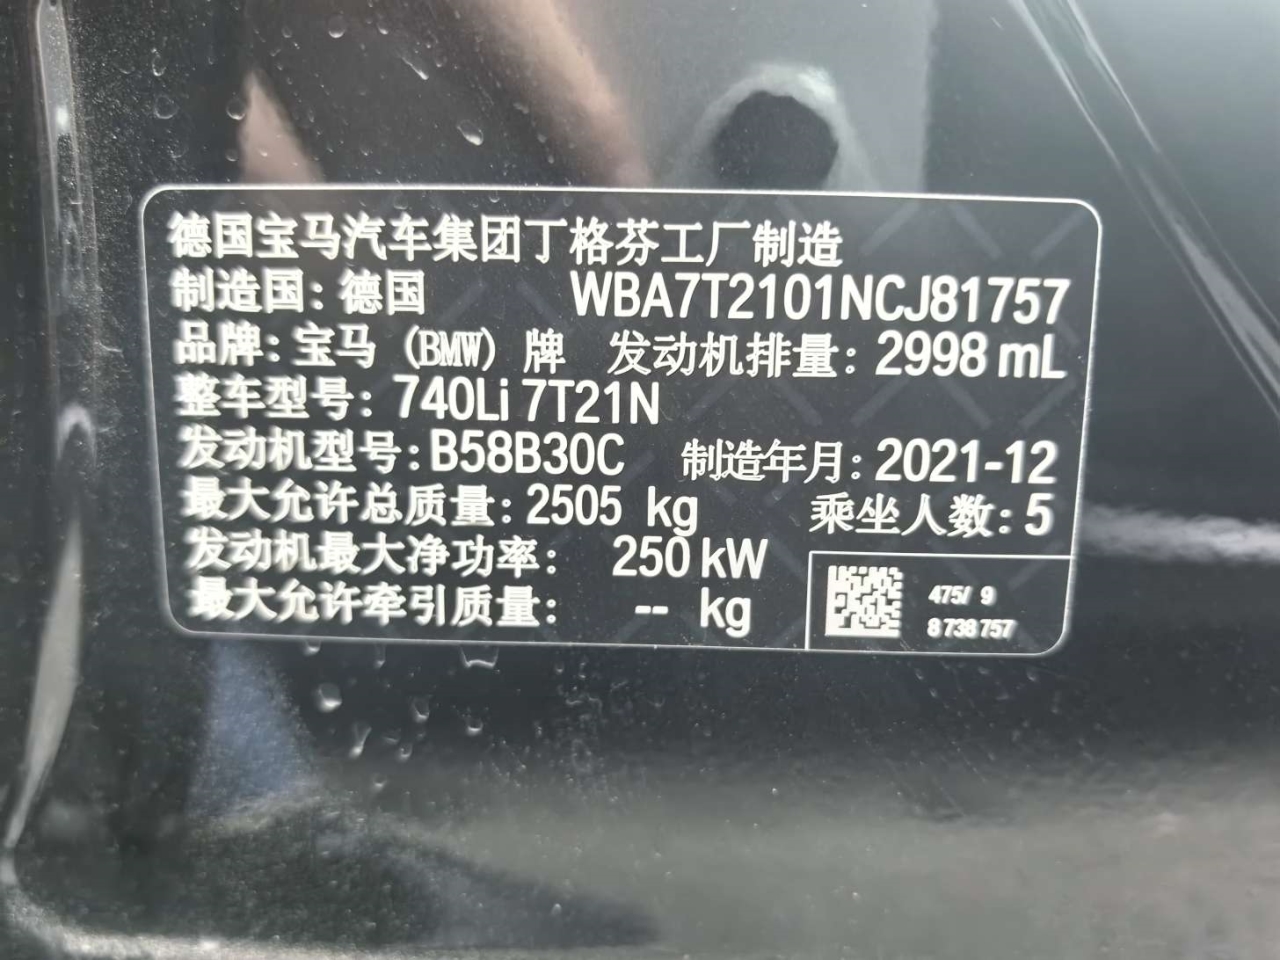 德国宝马汽车集团丁格芬工厂制造
制造国：德国 WBA7T2101NCJ81757
品牌：宝马（BMW）牌 发动机排量：2998 mL
整车型号：740Li 7T21N
发动机型号：B58B30C 制造年月：2021-12
最大允许总质量：2505 kg 乘坐人数：5
发动机最大净功率： 250 kW
最大允许牵引质量： -- kg
475/ 9
8738757